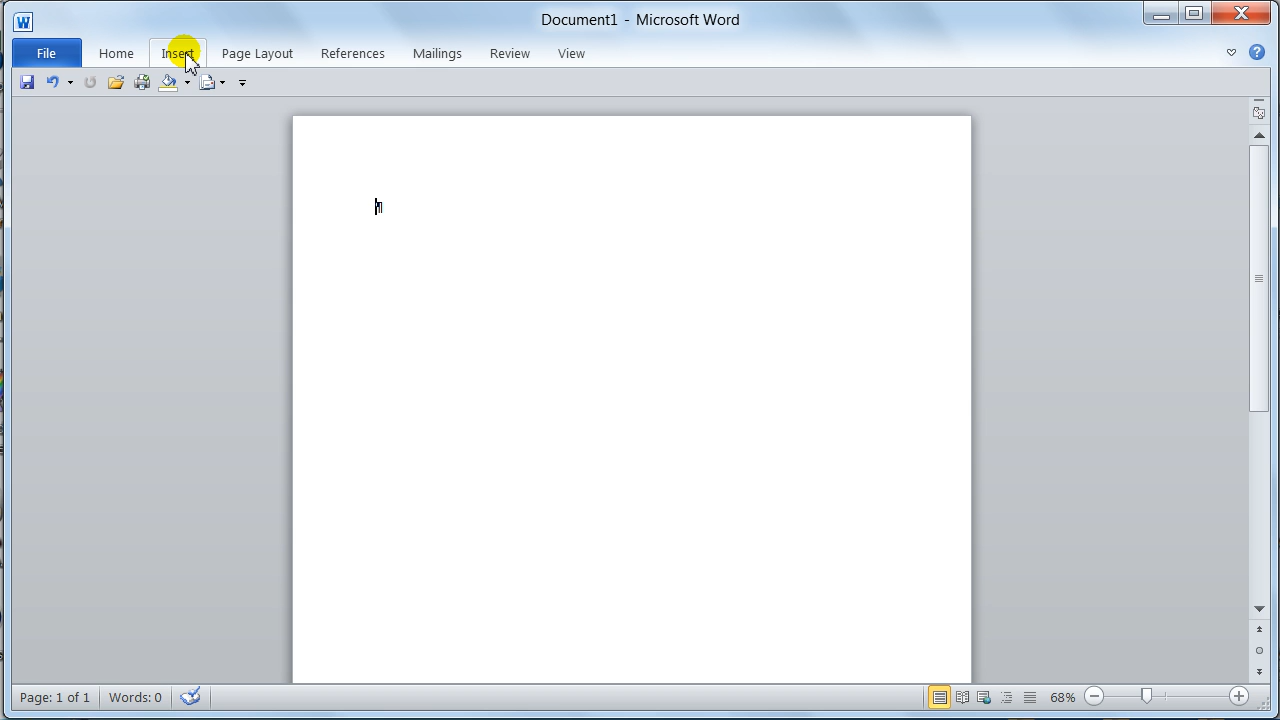 Document1 - Microsoft Word
File Home Insert Page Layout References Mailings Review View
¶
Page: 1 of 1 Words: 0 68%